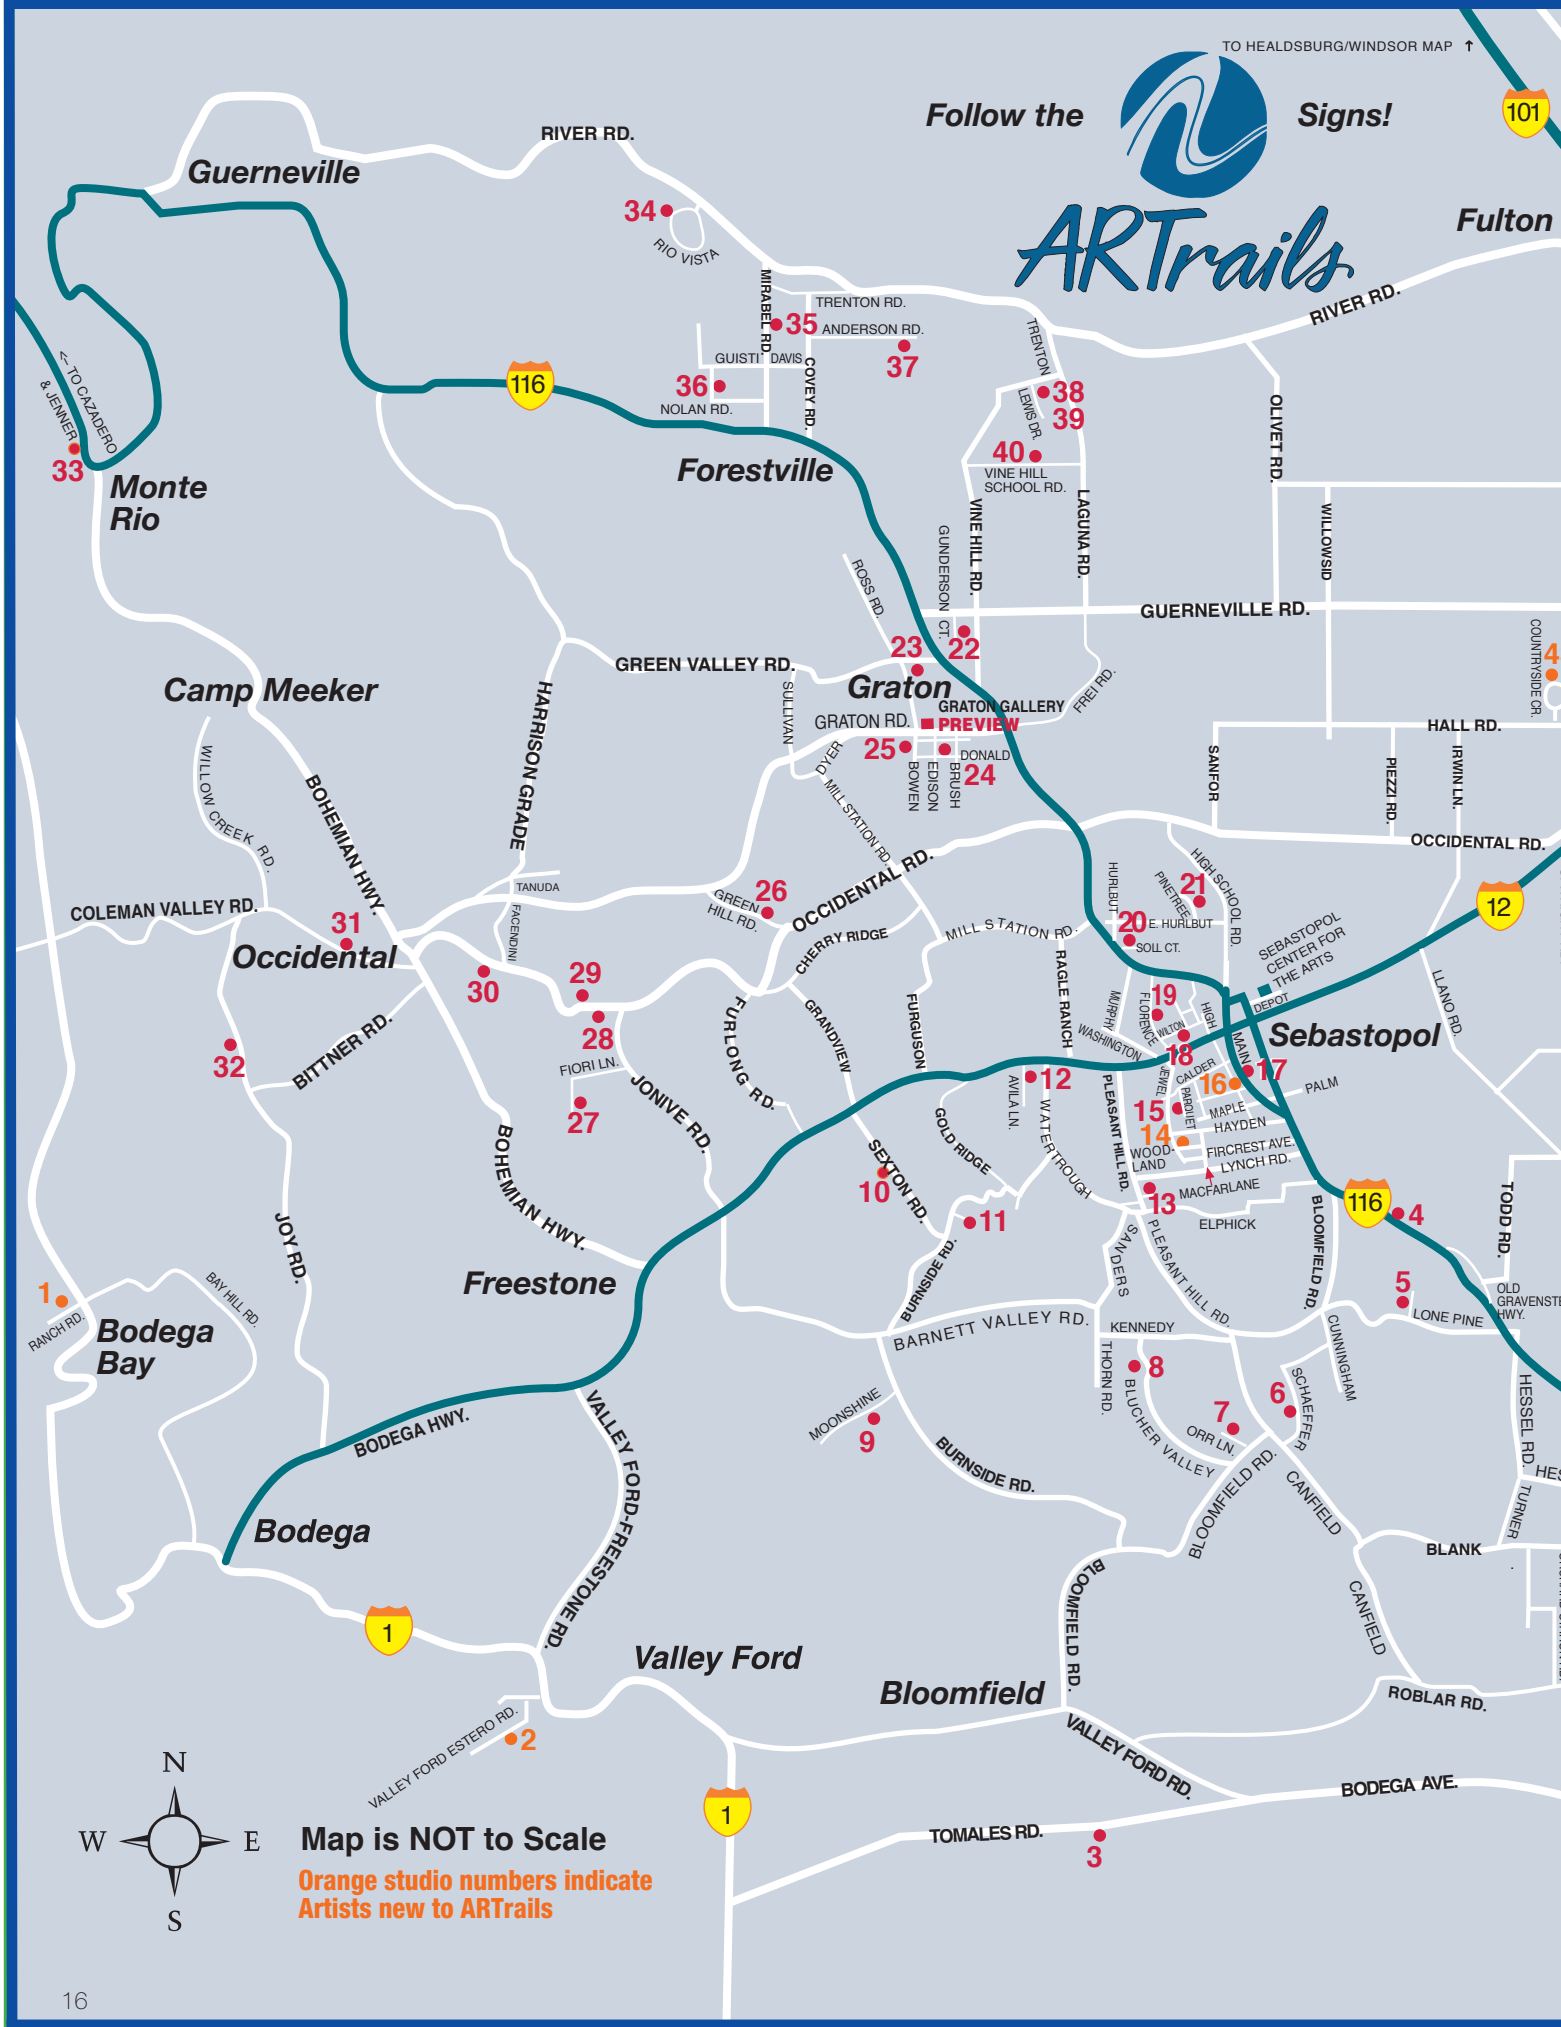 TO HEALDSBURG/WINDSOR MAP ↑
101
Follow the
Signs!
ARTrails
RIVER RD.
Guerneville
34
RIO VISTA
Fulton
RIVER RD.
MIRABEL RD.
TRENTON RD.
35
ANDERSON RD.
37
TRENTON
GUISTI
DAVIS
COVEY RD.
36
NOLAN RD.
116
← TO CAZADERO
& JENNER
33
Monte
Rio
Forestville
LEWIS DR.
38
39
40
VINE HILL
SCHOOL RD.
OLIVET RD.
VINE HILL RD.
LAGUNA RD.
WILLOWSID
GUNDERSON CT.
ROSS RD.
GUERNEVILLE RD.
22
23
COUNTRYSIDE CR.
4
GREEN VALLEY RD.
Camp Meeker
Graton
FREI RD.
HARRISON GRADE
SULLIVAN
GRATON GALLERY
PREVIEW
GRATON RD.
HALL RD.
25
24
DONALD
DYER
BOWEN
EDISON
BRUSH
SANFOR
PIEZZI RD.
IRWIN LN.
WILLOW CREEK RD.
BOHEMIAN HWY.
MILL STATION RD.
OCCIDENTAL RD.
OCCIDENTAL RD.
HURLBUT
PINETREE
HIGH SCHOOL RD.
21
TANUDA
26
GREEN
HILL RD.
12
COLEMAN VALLEY RD.
31
FACENDINI
Occidental
CHERRY RIDGE
MILL STATION RD.
20
E. HURLBUT
SOLL CT.
SEBASTOPOL
CENTER FOR
THE ARTS
30
29
28
RAGLE RANCH
LLANO RD.
FURLONG RD.
GRANDVIEW
FURGUSON
MURPHY
FLORENCE
19
HIGH
DEPOT
WASHINGTON
WILTON
18
MAIN
Sebastopol
32
BITTNER RD.
FIORI LN.
27
JONIVE RD.
AVILA LN.
12
JEWEL
CALDER
16
17
PALM
PLEASANT HILL RD.
15
PARQUET
MAPLE
HAYDEN
WATERTROUGH
GOLD RIDGE
14
WOOD-
LAND
FIRCREST AVE.
LYNCH RD.
MACFARLANE
BOHEMIAN HWY.
10
SEXTON RD.
13
116
4
TODD RD.
JOY RD.
11
ELPHICK
BLOOMFIELD RD.
SANDERS
PLEASANT HILL RD.
BURNSIDE RD.
1
RANCH RD.
BAY HILL RD.
Freestone
5
OLD
GRAVENSTE
HWY.
LONE PINE
Bodega
Bay
BARNETT VALLEY RD.
KENNEDY
CUNNINGHAM
THORN RD.
8
BLUCHER VALLEY
6
SCHAEFFER
HESSEL RD.
MOONSHINE
9
7
ORR LN.
BODEGA HWY.
VALLEY FORD-FREESTONE RD.
BURNSIDE RD.
BLOOMFIELD RD.
CANFIELD
HES
TURNER
Bodega
BLANK
BLOOMFIELD RD.
CANFIELD
1
Valley Ford
Bloomfield
ROBLAR RD.
VALLEY FORD ESTERO RD.
2
VALLEY FORD RD.
BODEGA AVE.
1
TOMALES RD.
3
N
W
E
S
Map is NOT to Scale
Orange studio numbers indicate
Artists new to ARTrails
16